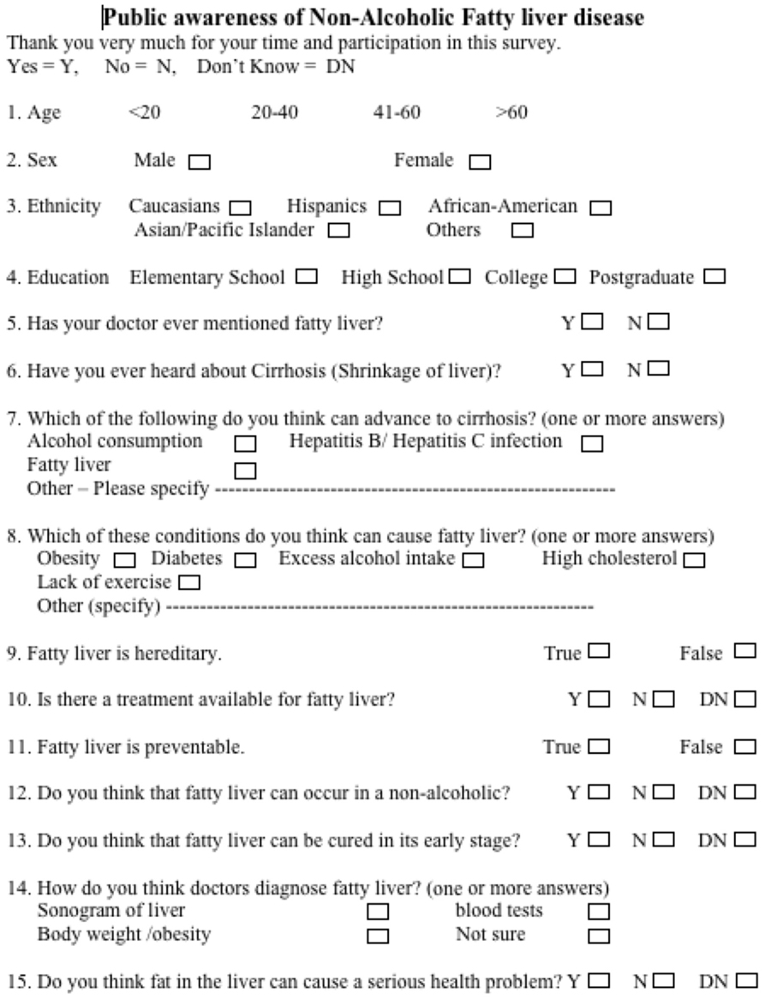 Public awareness of Non-Alcoholic Fatty liver disease
Thank you very much for your time and participation in this survey.
Yes = Y, No = N, Don't Know = DN
1. Age <20 20-40 41-60 >60
2. Sex Male Female
3. Ethnicity Caucasians Hispanics African-American
Asian/Pacific Islander Others
4. Education Elementary School High School College Postgraduate
5. Has your doctor ever mentioned fatty liver? Y N
6. Have you ever heard about Cirrhosis (Shrinkage of liver)? Y N
7. Which of the following do you think can advance to cirrhosis? (one or more answers)
Alcohol consumption Hepatitis B/ Hepatitis C infection
Fatty liver
Other – Please specify ------------------------------------------------------------
8. Which of these conditions do you think can cause fatty liver? (one or more answers)
Obesity Diabetes Excess alcohol intake High cholesterol
Lack of exercise
Other (specify) ----------------------------------------------------------------
9. Fatty liver is hereditary. True False
10. Is there a treatment available for fatty liver? Y N DN
11. Fatty liver is preventable. True False
12. Do you think that fatty liver can occur in a non-alcoholic? Y N DN
13. Do you think that fatty liver can be cured in its early stage? Y N DN
14. How do you think doctors diagnose fatty liver? (one or more answers)
Sonogram of liver blood tests
Body weight /obesity Not sure
15. Do you think fat in the liver can cause a serious health problem? Y N DN